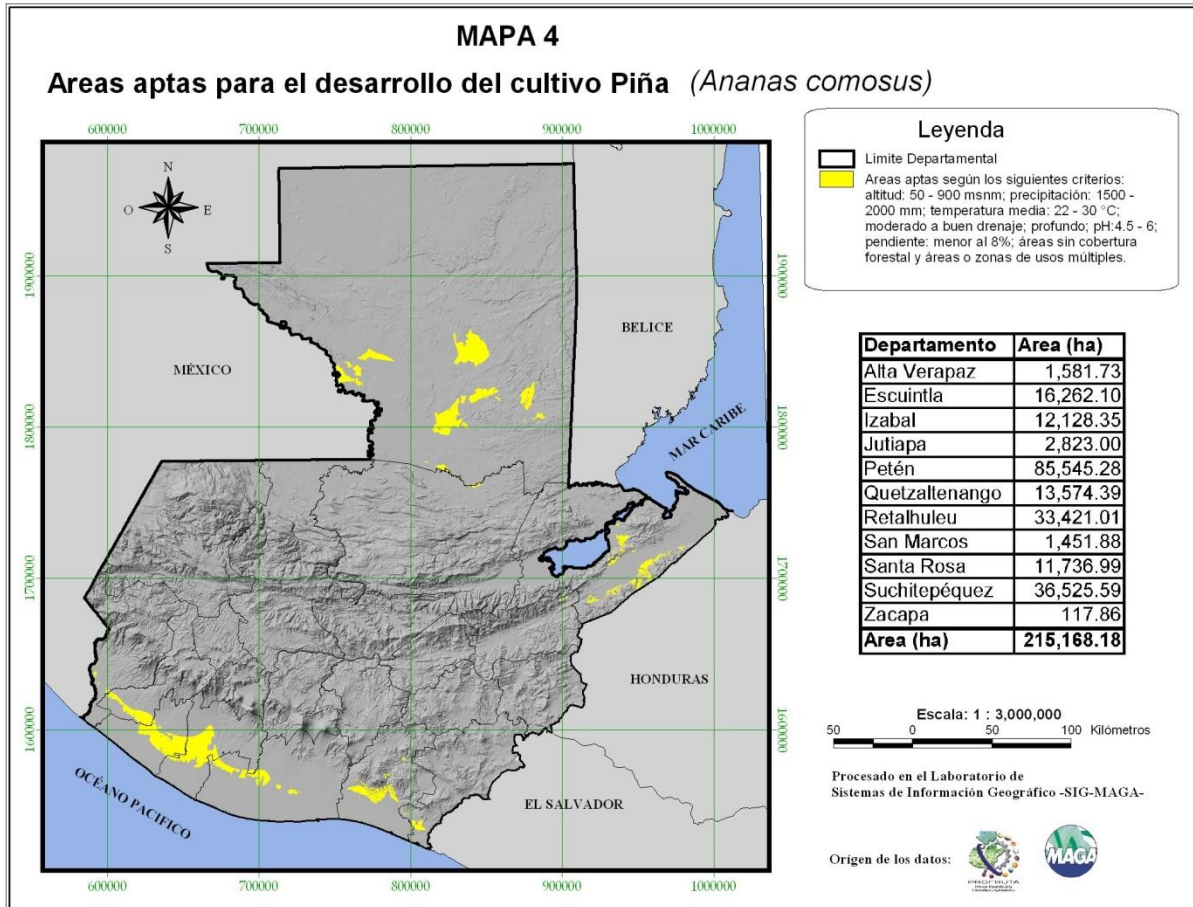 MAPA 4
Areas aptas para el desarrollo del cultivo Piña (Ananas comosus)
600000 700000 800000 900000 1000000
N
O E
S
1900000 1900000
1800000 1800000
1700000 1700000
1600000 1600000
MÉXICO
BELICE
MAR CARIBE
HONDURAS
EL SALVADOR
OCÉANO PACIFICO
600000 700000 800000 900000 1000000
Leyenda
Limite Departamental
Areas aptas según los siguientes criterios:
altitud: 50 - 900 msnm; precipitación: 1500 -
2000 mm; temperatura media: 22 - 30 °C;
moderado a buen drenaje; profundo; pH:4.5 - 6;
pendiente: menor al 8%; áreas sin cobertura
forestal y áreas o zonas de usos múltiples.
Departamento Area (ha)
Alta Verapaz 1,581.73
Escuintla 16,262.10
Izabal 12,128.35
Jutiapa 2,823.00
Petén 85,545.28
Quetzaltenango 13,574.39
Retalhuleu 33,421.01
San Marcos 1,451.88
Santa Rosa 11,736.99
Suchitepéquez 36,525.59
Zacapa 117.86
Area (ha) 215,168.18
Escala: 1 : 3,000,000
50 0 50 100 Kilómetros
Procesado en el Laboratorio de
Sistemas de Información Geográfico -SIG-MAGA-
Orígen de los datos:
PROFRUTA
MAGA